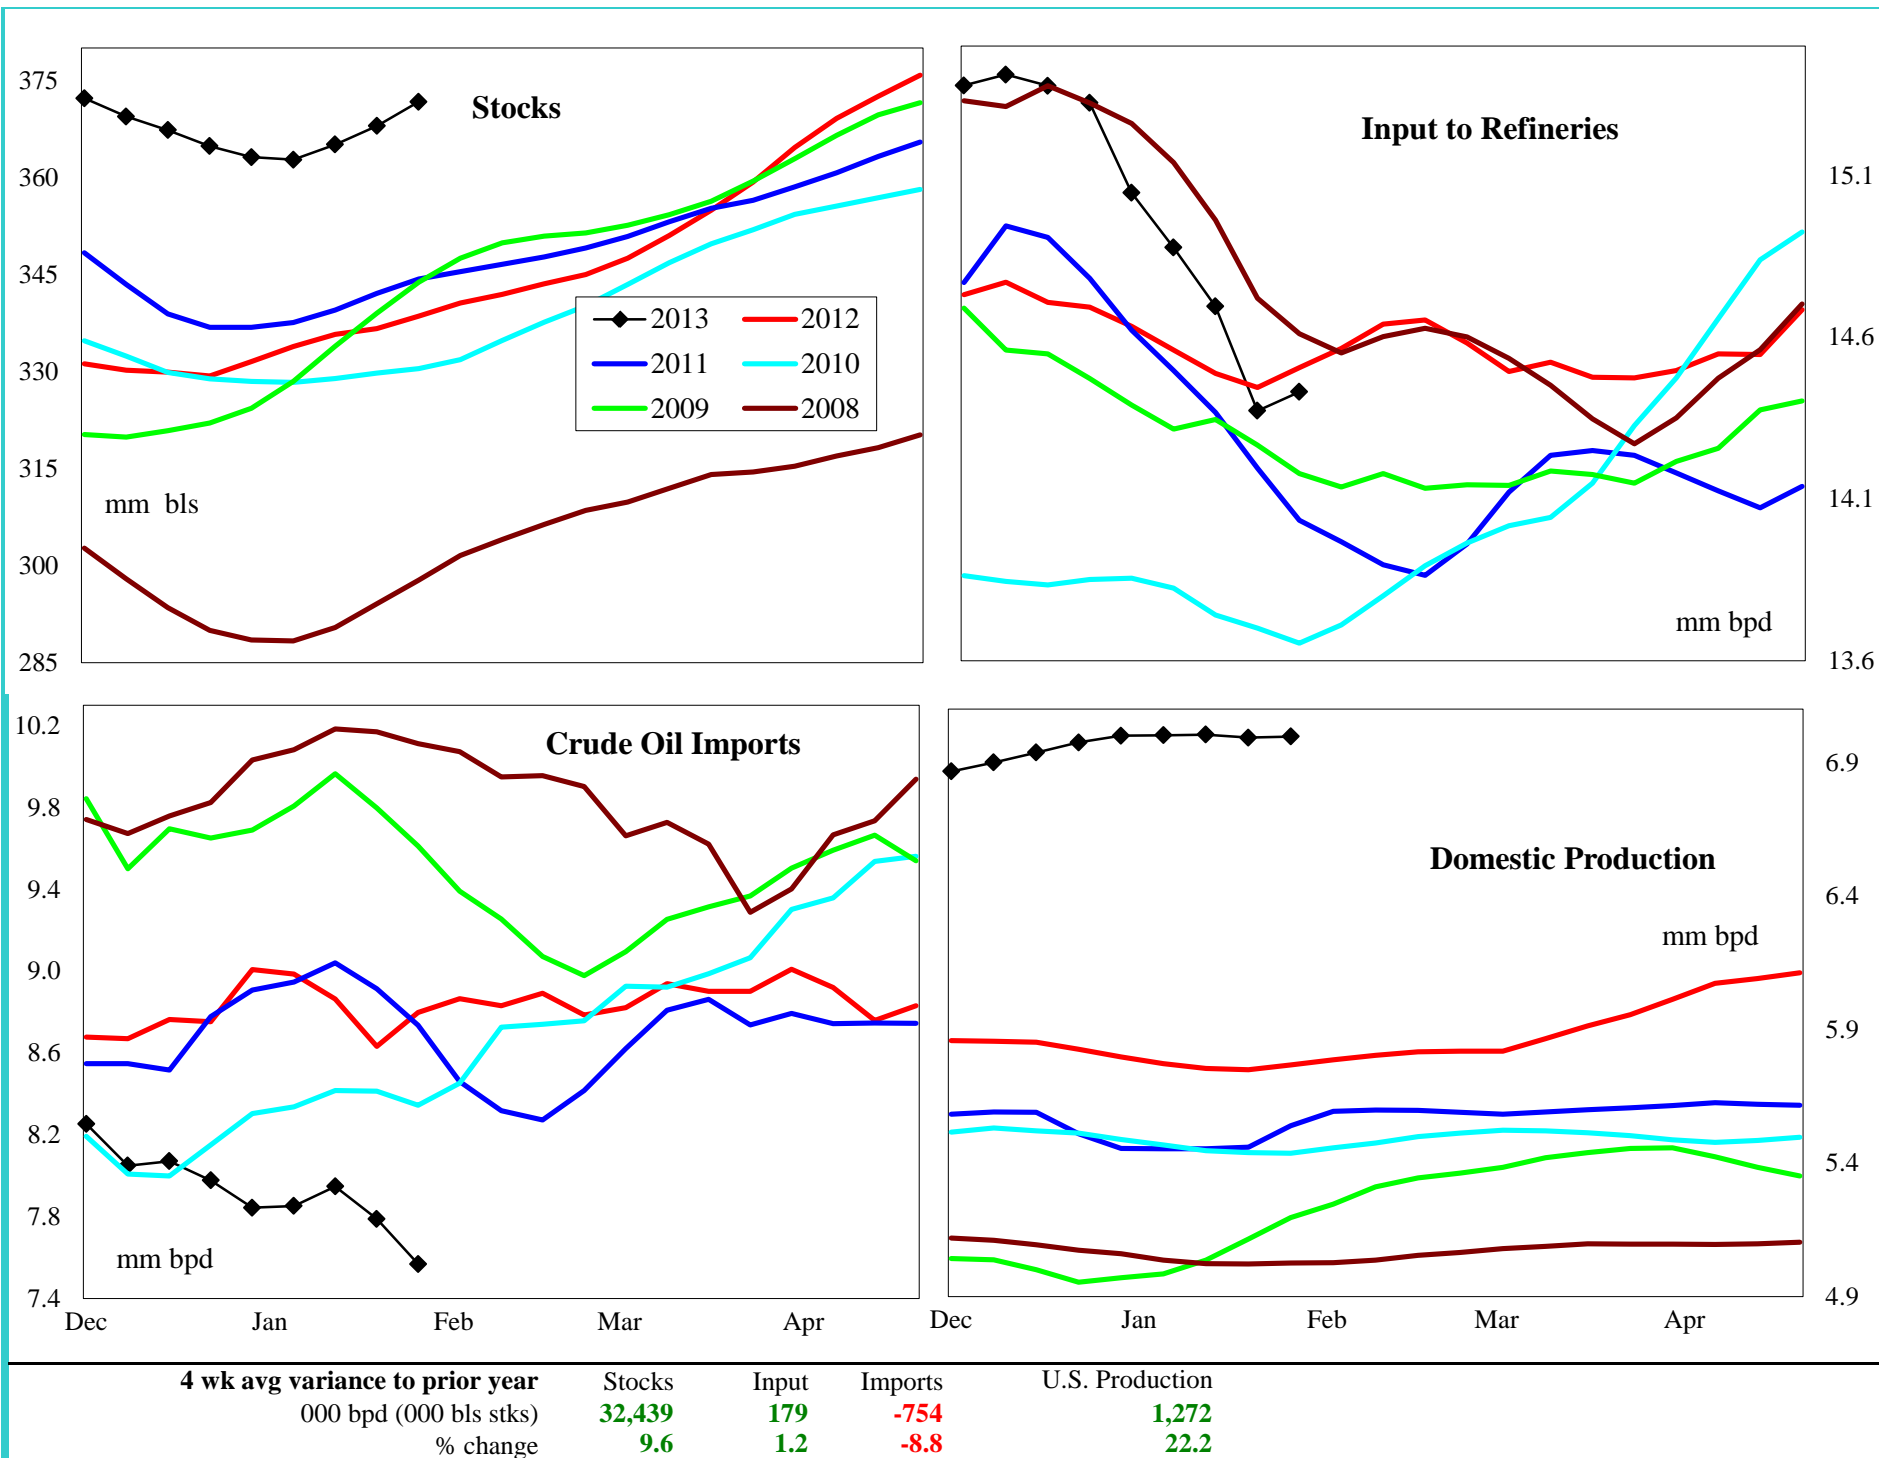 Stocks
375
360
345
330
315
300
285
mm bls
2013 2012
2011 2010
2009 2008
Input to Refineries
15.1
14.6
14.1
13.6
mm bpd
Crude Oil Imports
10.2
9.8
9.4
9.0
8.6
8.2
7.8
7.4
mm bpd
Dec Jan Feb Mar Apr
Domestic Production
6.9
6.4
5.9
5.4
4.9
mm bpd
Dec Jan Feb Mar Apr
4 wk avg variance to prior year Stocks Input Imports U.S. Production
000 bpd (000 bls stks) 32,439 179 -754 1,272
% change 9.6 1.2 -8.8 22.2